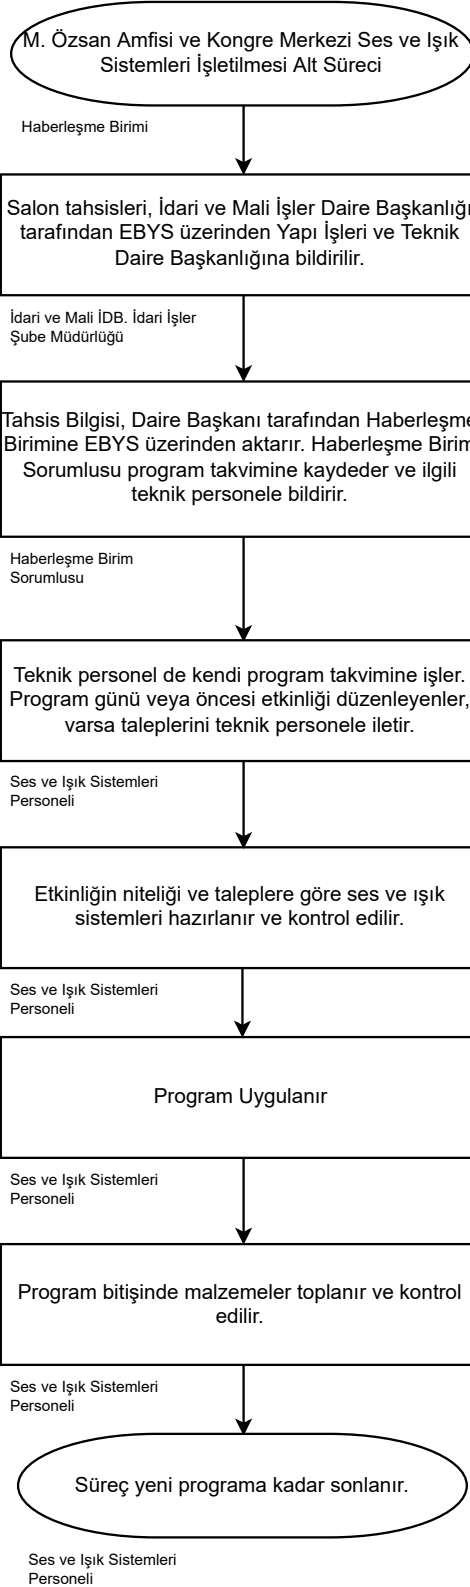 M. Özsan Amfisi ve Kongre Merkezi Ses ve Işık
Sistemleri İşletilmesi Alt Süreci
Haberleşme Birimi
Salon tahsisleri, İdari ve Mali İşler Daire Başkanlığı
tarafından EBYS üzerinden Yapı İşleri ve Teknik
Daire Başkanlığına bildirilir.
İdari ve Mali İDB. İdari İşler
Şube Müdürlüğü
Tahsis Bilgisi, Daire Başkanı tarafından Haberleşme
Birimine EBYS üzerinden aktarır. Haberleşme Birim
Sorumlusu program takvimine kaydeder ve ilgili
teknik personele bildirir.
Haberleşme Birim
Sorumlusu
Teknik personel de kendi program takvimine işler.
Program günü veya öncesi etkinliği düzenleyenler,
varsa taleplerini teknik personele iletir.
Ses ve Işık Sistemleri
Personeli
Etkinliğin niteliği ve taleplere göre ses ve ışık
sistemleri hazırlanır ve kontrol edilir.
Ses ve Işık Sistemleri
Personeli
Program Uygulanır
Ses ve Işık Sistemleri
Personeli
Program bitişinde malzemeler toplanır ve kontrol
edilir.
Ses ve Işık Sistemleri
Personeli
Süreç yeni programa kadar sonlanır.
Ses ve Işık Sistemleri
Personeli